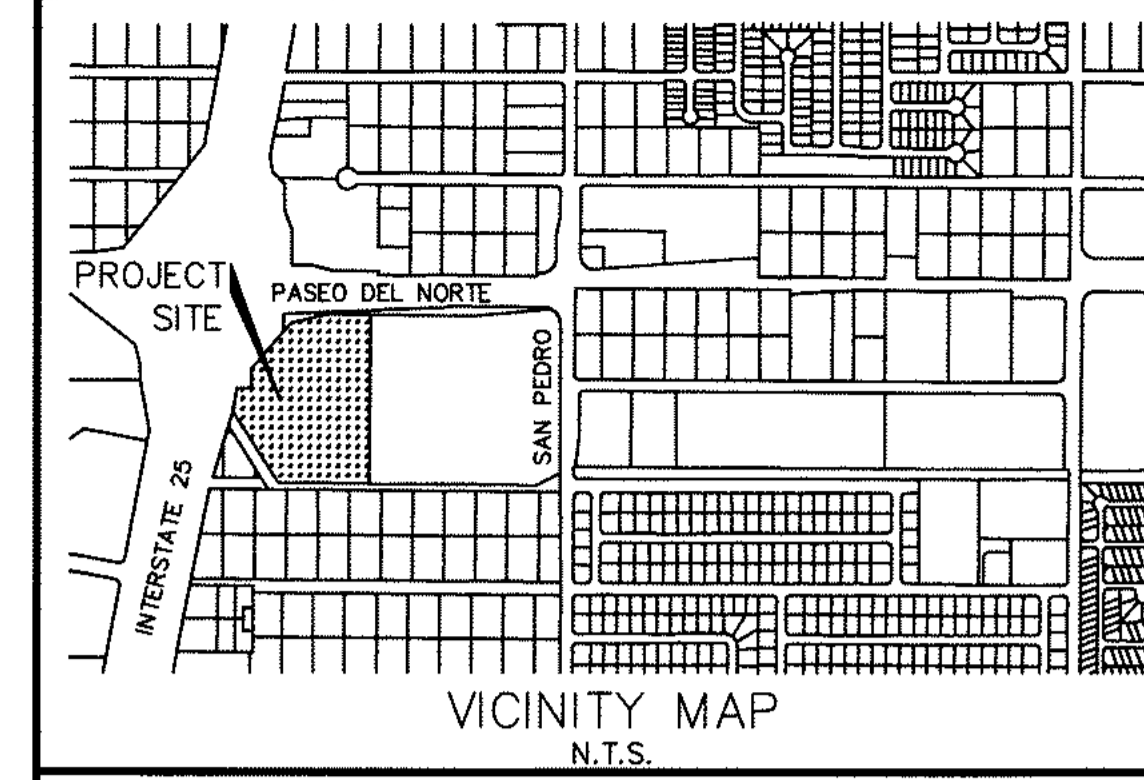 PROJECT
SITE
PASEO DEL NORTE
SAN PEDRO
INTERSTATE 25
VICINITY MAP
N.T.S.